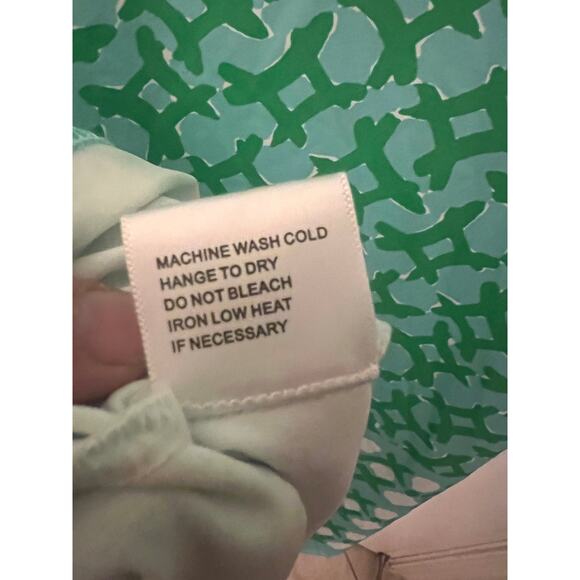 MACHINE WASH COLD
HANGE TO DRY
DO NOT BLEACH
IRON LOW HEAT
IF NECESSARY